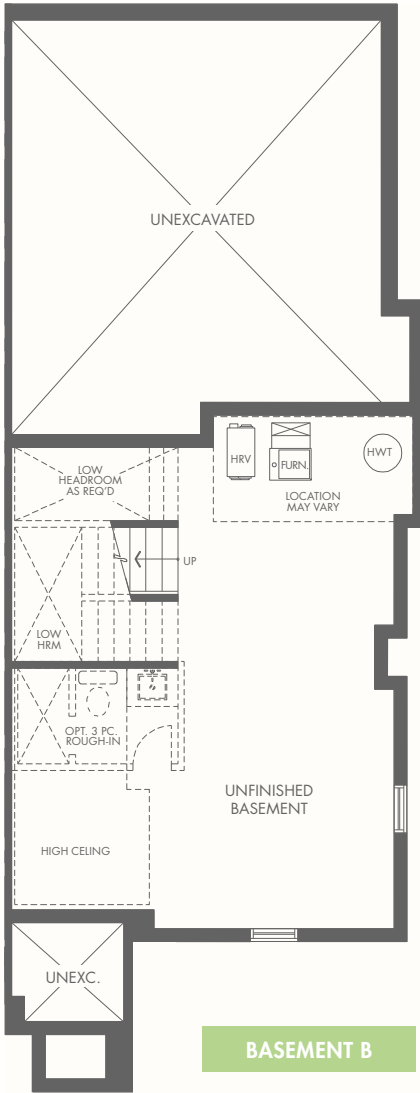 UNEXCAVATED
HRV
FURN.
HWT
LOCATION
MAY VARY
LOW
HEADROOM
AS REQ'D
UP
LOW
HRM
OPT. 3 PC.
ROUGH-IN
UNFINISHED
BASEMENT
HIGH CELING
UNEXC.
BASEMENT B